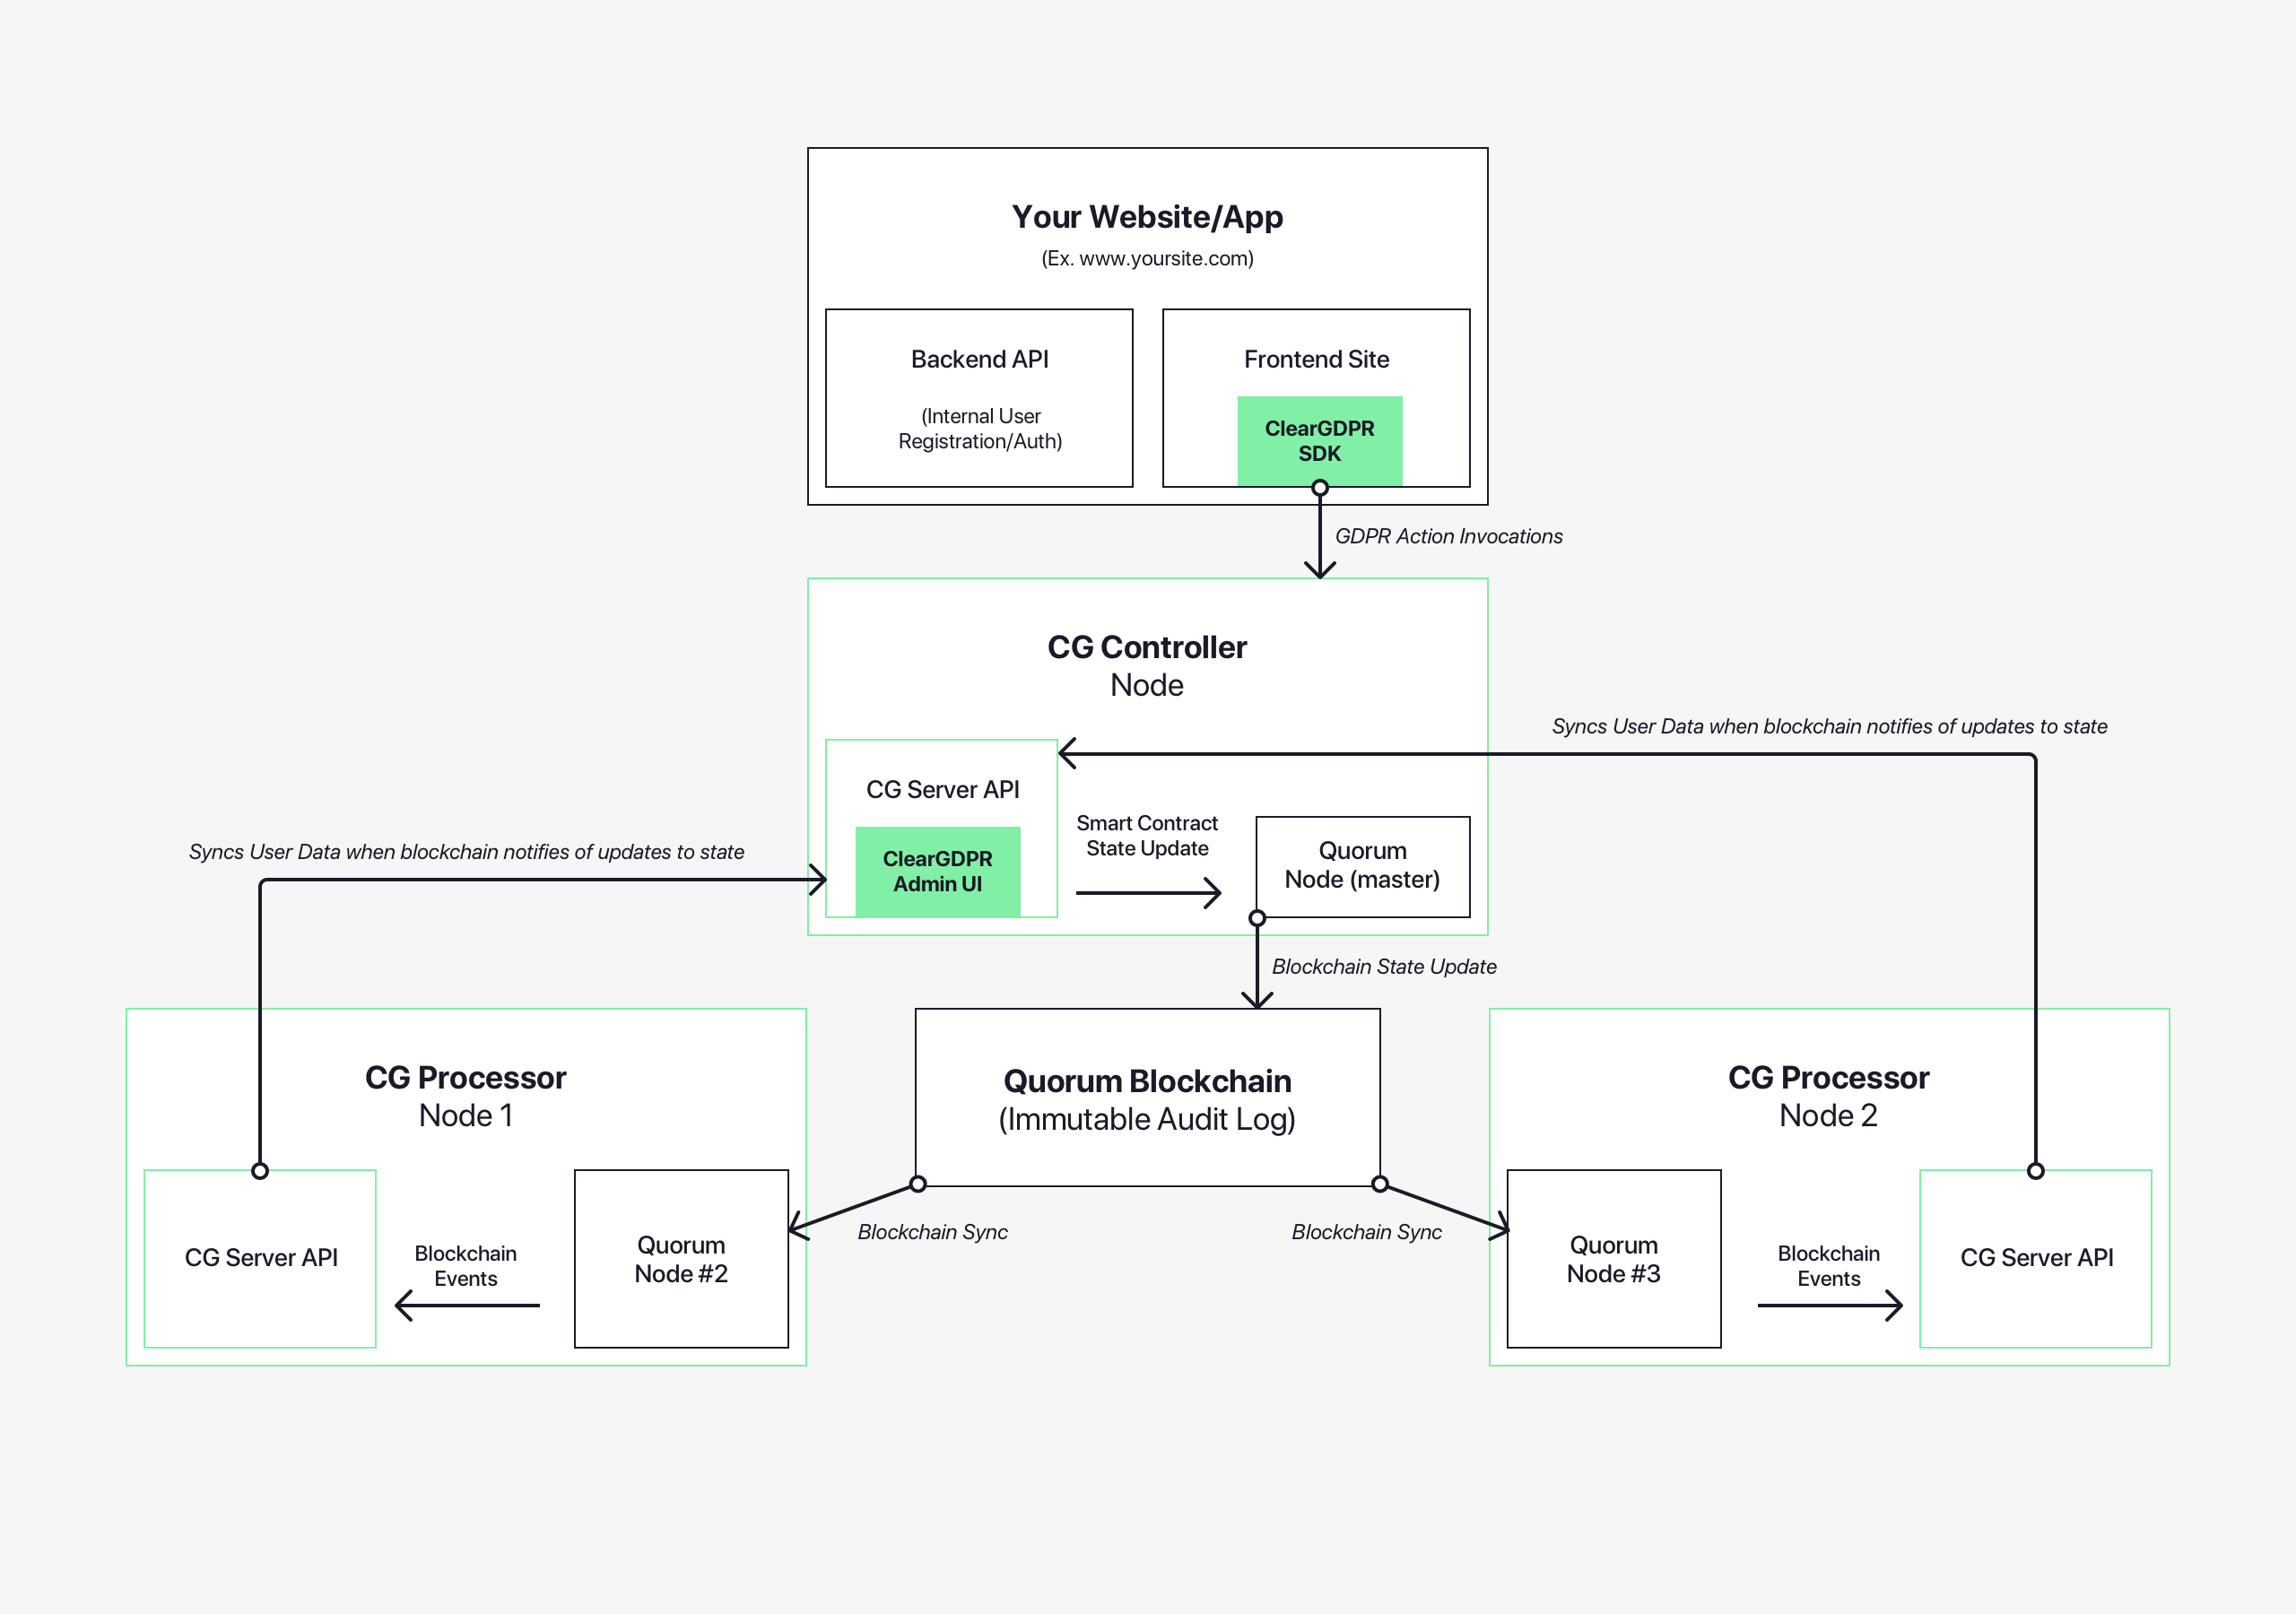 Your Website/App
(Ex. www.yoursite.com)
Backend API
(Internal User
Registration/Auth)
Frontend Site
ClearGDPR
SDK
GDPR Action Invocations
CG Controller
Node
Syncs User Data when blockchain notifies of updates to state
CG Server API
ClearGDPR
Admin UI
Smart Contract
State Update
Quorum
Node (master)
Syncs User Data when blockchain notifies of updates to state
Blockchain State Update
CG Processor
Node 1
CG Server API
Blockchain
Events
Quorum
Node #2
Quorum Blockchain
(Immutable Audit Log)
Blockchain Sync
Blockchain Sync
CG Processor
Node 2
Quorum
Node #3
Blockchain
Events
CG Server API